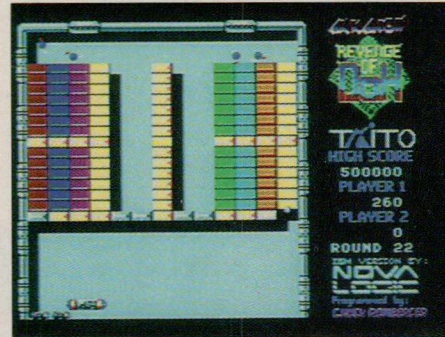 REVENGE
OF
DOH
TAITO
HIGH SCORE
500000
PLAYER 1
260
PLAYER 2
0
ROUND 22
IBM VERSION BY:
NOVA
LOGIC
Programmed by: